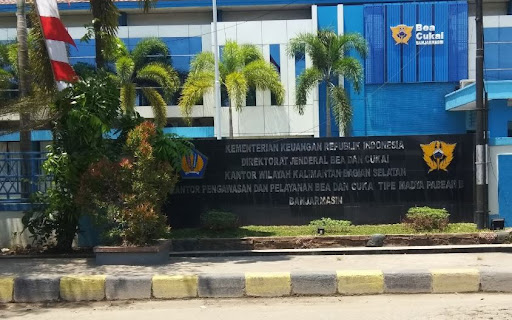 Bea
Cukai
BANJARMASIN
KEMENTERIAN KEUANGAN REPUBLIK INDONESIA
DIREKTORAT JENDERAL BEA DAN CUKAI
KANTOR WILAYAH KALIMANTAN BAGIAN SELATAN
KANTOR PENGAWASAN DAN PELAYANAN BEA DAN CUKAI TIPE MADYA PABEAN B
BANJARMASIN